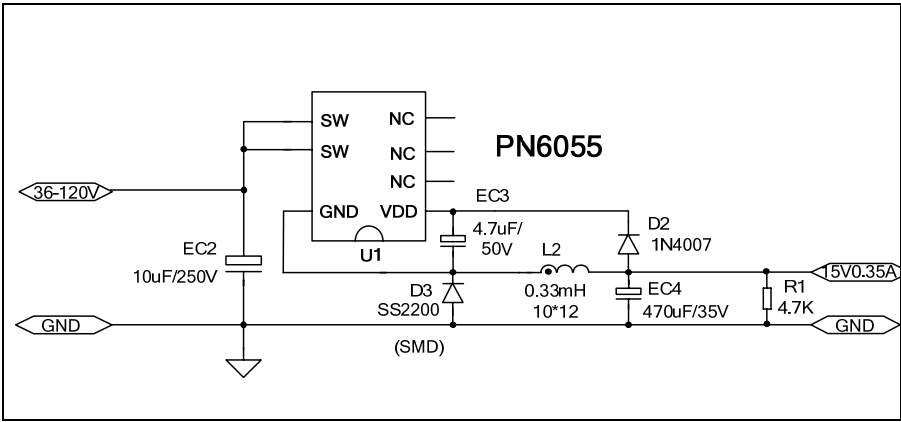 SW
NC
SW
NC
PN6055
NC
36-120V
EC3
GND
VDD
4.7uF/
50V
D2
1N4007
EC2
10uF/250V
U1
L2
15V0.35A
D3
SS2200
0.33mH
10*12
EC4
470uF/35V
R1
4.7K
GND
GND
(SMD)